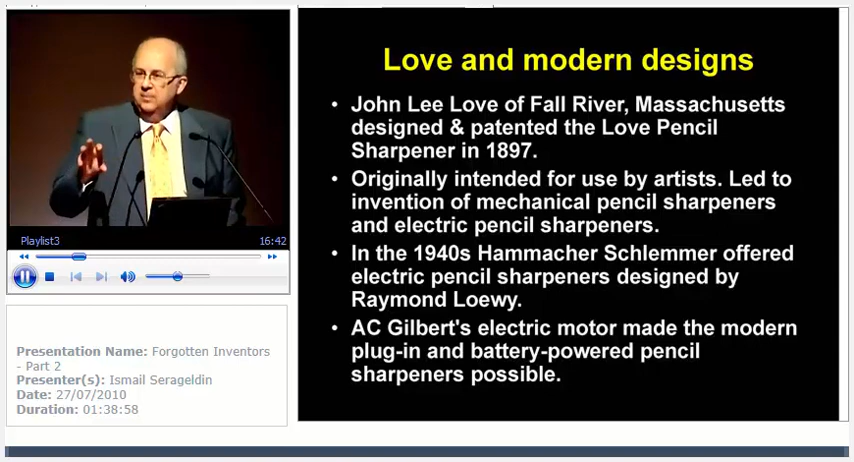 Love and modern designs
• John Lee Love of Fall River, Massachusetts
designed & patented the Love Pencil
Sharpener in 1897.
• Originally intended for use by artists. Led to
invention of mechanical pencil sharpeners
and electric pencil sharpeners.
• In the 1940s Hammacher Schlemmer offered
electric pencil sharpeners designed by
Raymond Loewy.
• AC Gilbert's electric motor made the modern
plug-in and battery-powered pencil
sharpeners possible.
Playlist3 16:42
Presentation Name: Forgotten Inventors
- Part 2
Presenter(s): Ismail Serageldin
Date: 27/07/2010
Duration: 01:38:58